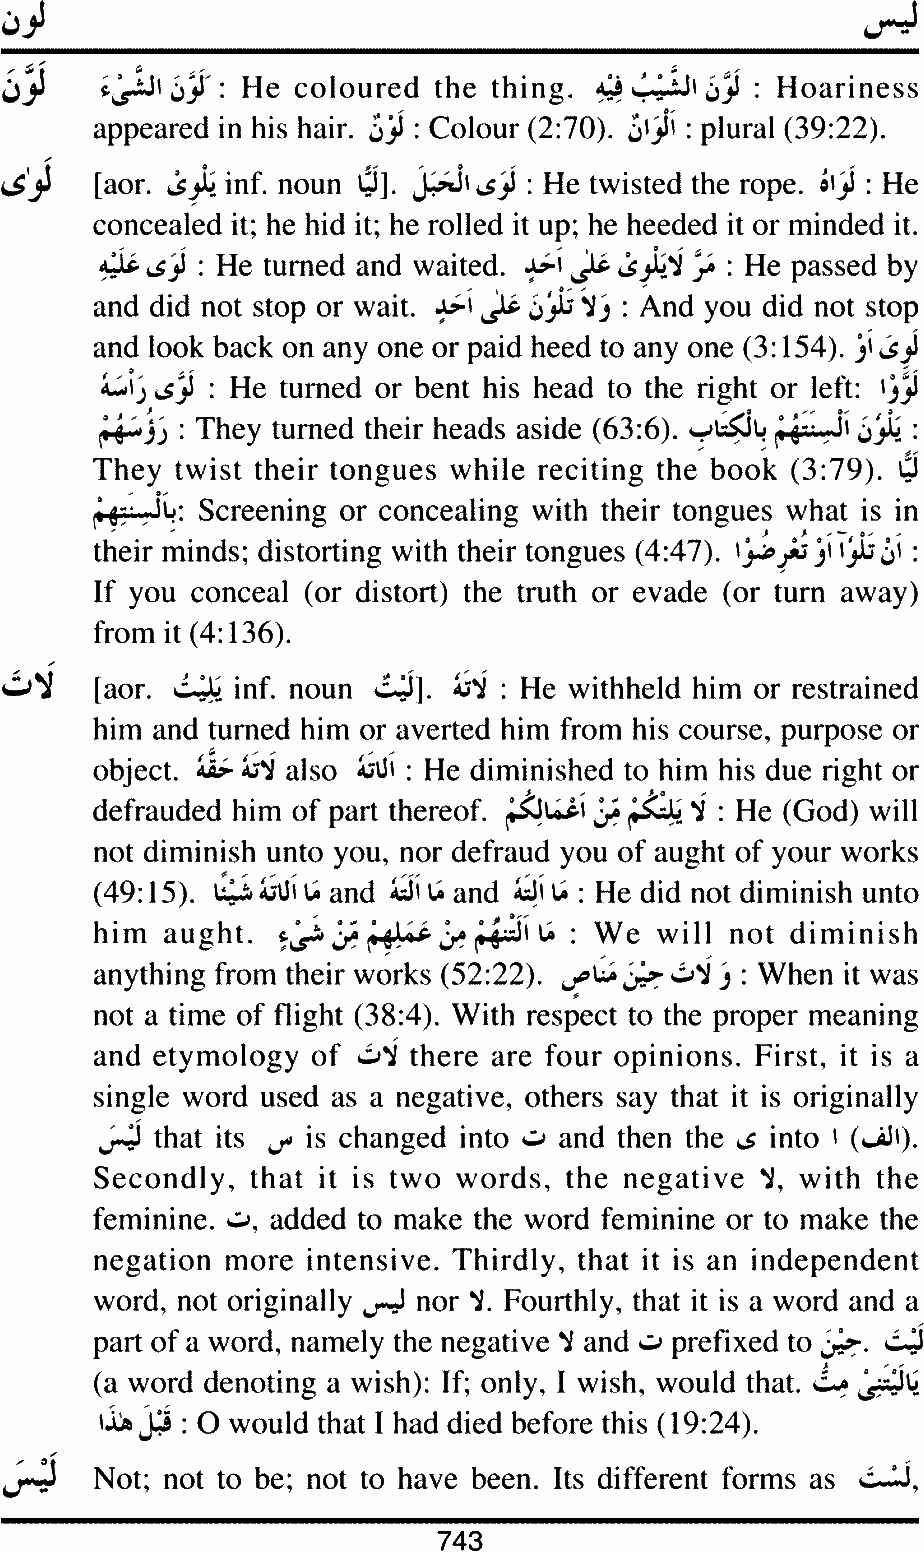 لون ليس
لَوَّنَ لَوَّنَ الشَّيْءَ : He coloured the thing. لَوَّنَ الشَّيْبُ فِيْهِ : Hoariness
appeared in his hair. لَوْنٌ : Colour (2:70). اَلْوَانٌ : plural (39:22).
لَوٰى [aor. يَلْوِىْ inf. noun لَيًّا]. لَوَى الْحَبْلَ : He twisted the rope. لَوَاهُ : He
concealed it; he hid it; he rolled it up; he heeded it or minded it.
لَوَى عَلَيْهِ : He turned and waited. مَرَّ لَايَلْوِىْ عَلٰى اَحَدٍ : He passed by
and did not stop or wait. وَلَا تَلْوٗنَ عَلٰى اَحَدٍ : And you did not stop
and look back on any one or paid heed to any one (3:154). لَوِىَ اَوْ
لَوَّىَ رَأْسَهٗ : He turned or bent his head to the right or left: لَوَّوْا
رُؤُسَهُمْ : They turned their heads aside (63:6). يَلْوٗنَ اَلْسِنَتَهُمْ بِالْكِتَابِ :
They twist their tongues while reciting the book (3:79). لَيًّا
بِاَلْسِنَتِهِمْ: Screening or concealing with their tongues what is in
their minds; distorting with their tongues (4:47). اَنْ تَلْوٗآ اَوْ تُعْرِضُوْا :
If you conceal (or distort) the truth or evade (or turn away)
from it (4:136).
لَاتَ [aor. يَلِيْتُ inf. noun لَيْتٌ]. لَاتَهٗ : He withheld him or restrained
him and turned him or averted him from his course, purpose or
object. لَاتَهٗ حَقَّهٗ also اَلَاتَهٗ : He diminished to him his due right or
defrauded him of part thereof. لَا يَلِتْكُمْ مِّنْ اَعْمَالِكُمْ : He (God) will
not diminish unto you, nor defraud you of aught of your works
(49:15). مَا اَلَاتَهٗ شَيْئًا and مَا اَلَتَهٗ and مَا اَلِتَهٗ : He did not diminish unto
him aught. مَا اَلَتْنٰهُمْ مِنْ عَمَلِهِمْ مِّنْ شَىْءٍ : We will not diminish
anything from their works (52:22). وَ لَاتَ حِيْنَ مَنَاصٍ : When it was
not a time of flight (38:4). With respect to the proper meaning
and etymology of لَاتَ there are four opinions. First, it is a
single word used as a negative, others say that it is originally
لَيْسَ that its س is changed into ت and then the ى into ا (الف).
Secondly, that it is two words, the negative لا, with the
feminine. ت, added to make the word feminine or to make the
negation more intensive. Thirdly, that it is an independent
word, not originally ليس nor لا. Fourthly, that it is a word and a
part of a word, namely the negative لا and ت prefixed to حِيْنَ. لَيْتَ
(a word denoting a wish): If; only, I wish, would that. يَالَيْتَنِىْ مِتُّ
قَبْلَ هٰذَا : O would that I had died before this (19:24).
لَيْسَ Not; not to be; not to have been. Its different forms as لَسْتَ,
743